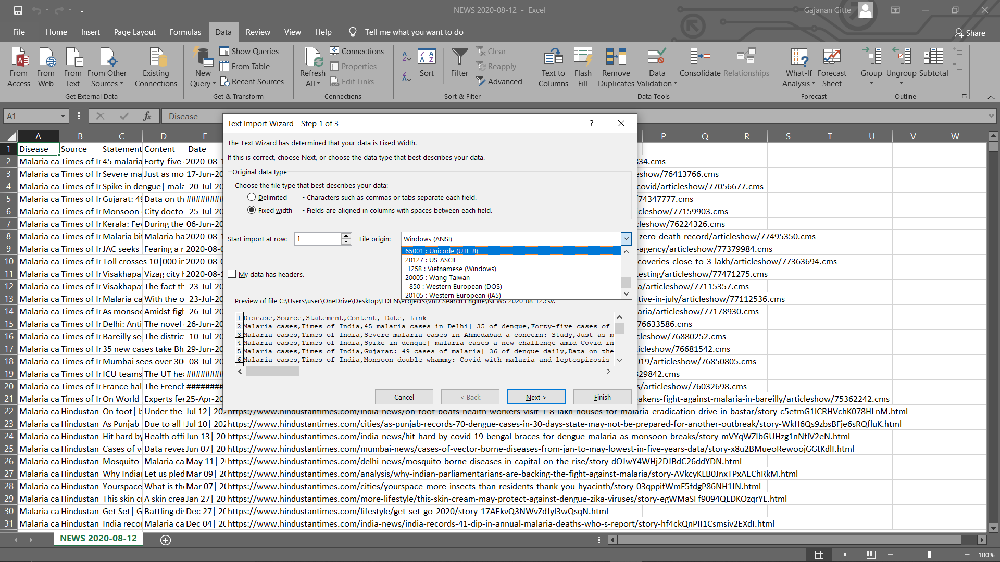 NEWS 2020-08-12 - Excel
Gajanan Gitte
File Home Insert Page Layout Formulas Data Review View Help Tell me what you want to do
Share
From Access
From Web
From Text
From Other Sources
Existing Connections
Get External Data
New Query
Show Queries
From Table
Recent Sources
Get & Transform
Refresh All
Connections
Properties
Edit Links
Connections
Sort
Filter
Clear
Reapply
Advanced
Sort & Filter
Text to Columns
Flash Fill
Remove Duplicates
Data Validation
Consolidate
Relationships
Data Tools
What-If Analysis
Forecast Sheet
Forecast
Group
Ungroup
Subtotal
Outline
A1
fx
Disease
Text Import Wizard - Step 1 of 3
?
The Text Wizard has determined that your data is Fixed Width.
If this is correct, choose Next, or choose the data type that best describes your data.
Original data type
Choose the file type that best describes your data:
Delimited - Characters such as commas or tabs separate each field.
Fixed width - Fields are aligned in columns with spaces between each field.
Start import at row: 1
File origin: Windows (ANSI)
65001 : Unicode (UTF-8)
20127 : US-ASCII
1258 : Vietnamese (Windows)
20005 : Wang Taiwan
850 : Western European (DOS)
20105 : Western European (IA5)
My data has headers.
Preview of file C:\Users\user\OneDrive\Desktop\EDEN\Projects\VBD Search Engine\NEWS 2020-08-12.csv.
1 Disease,Source,Statement,Content, Date, Link
2 Malaria cases,Times of India,45 malaria cases in Delhi| 35 of dengue,Forty-five cases of
3 Malaria cases,Times of India,Severe malaria cases in Ahmedabad a concern: Study,Just as m
4 Malaria cases,Times of India,Spike in dengue| malaria cases a new challenge amid Covid in
5 Malaria cases,Times of India,Gujarat: 49 cases of malaria| 36 of dengue daily,Data on the
6 Malaria cases,Times of India,Monsoon double whammy: Covid with malaria and leptospirosis
Cancel
< Back
Next >
Finish
A B C D E P Q R S T U V W
1 Disease Source Statement Content Date
2 Malaria ca Times of Ir 45 malaria Forty-five 2020-08-1 334.cms
3 Malaria ca Times of Ir Severe ma Just as mo 17-Jun-20 eshow/76413766.cms
4 Malaria ca Times of Ir Spike in dengue| mala 20-Jul-20 covid/articleshow/77056677.cms
5 Malaria ca Times of Ir Gujarat: 49 Data on th ######## /74347777.cms
6 Malaria ca Times of Ir Monsoon City docto 25-Jul-20 icleshow/77159903.cms
7 Malaria ca Times of Ir Kerala: Fev During the 06-Jun-20 cleshow/76224326.cms
8 Malaria ca Times of Ir Malaria bit Malaria ha 2020-08-1 -zero-death-record/articleshow/77495350.cms
9 Malaria ca Times of Ir JAC seeks Fearing a r 2020-08-0 -agency/articleshow/77379984.cms
10 Malaria ca Times of Ir Toll crosses 10|000 in 2020-08-0 coveries-close-to-3-lakh/articleshow/77363694.cms
11 Malaria ca Times of Ir Visakhapat Vizag city h 2020-08-1 testing/articleshow/77471275.cms
12 Malaria ca Times of Ir Visakhapat The fact th 23-Jul-20 a/articleshow/77115357.cms
13 Malaria ca Times of Ir Malaria ca With the o 23-Jul-20 itive-in-july/articleshow/77112536.cms
14 Malaria ca Times of Ir As monsoo Amidst figh 26-Jul-20 aria/articleshow/77178930.cms
15 Malaria ca Times of Ir Delhi: Anti The novel 26-Jun-20 /76633586.cms
16 Malaria ca Times of Ir Bareilly see The district 10-Jul-20 cleshow/76880252.cms
17 Malaria ca Times of Ir 35 new cases take Bh 29-Jun-20 ticleshow/76681542.cms
18 Malaria ca Times of Ir Mumbai sees over 30 08-Jul-20 019/articleshow/76850805.cms
19 Malaria ca Times of Ir ICU teams The UT hea ######## 329842.cms
20 Malaria ca Times of Ir France hal The French ######## s/articleshow/76032698.cms
21 Malaria ca Times of Ir On World Experts fee 25-Apr-20 eakens-fight-against-malaria-in-bareilly/articleshow/75362242.cms
22 Malaria ca Hindustan On foot| b Under the Jul 12| 202 https://www.hindustantimes.com/india-news/on-foot-boats-health-workers-visit-1-8-lakh-houses-for-malaria-eradication-drive-in-bastar/story-c5etmG1lCRHVchK078HLnM.html
23 Malaria ca Hindustan As Punjab Due to all Jul 10| 202 https://www.hindustantimes.com/cities/as-punjab-records-70-dengue-cases-in-30-days-state-may-not-be-prepared-for-another-outbreak/story-WkH6Qs9zbsBFje6sRQfluK.html
24 Malaria ca Hindustan Hit hard by Health offi Jun 13| 20 https://www.hindustantimes.com/india-news/hit-hard-by-covid-19-bengal-braces-for-dengue-malaria-as-monsoon-breaks/story-mVYqWZIbGUHzg1nNflV2eN.html
25 Malaria ca Hindustan Cases of ve Data revea Jun 07| 20 https://www.hindustantimes.com/mumbai-news/cases-of-vector-borne-diseases-from-jan-to-may-lowest-in-five-years-data/story-x8u2BMueoRewoojGGtKdlI.html
26 Malaria ca Hindustan Mosquito- Malaria ca May 11| 2 https://www.hindustantimes.com/delhi-news/mosquito-borne-diseases-in-capital-on-the-rise/story-dOJwY4WHj2DJBdC26ddYDN.html
27 Malaria ca Hindustan Why Indiar Let us pled Mar 09| 20 https://www.hindustantimes.com/analysis/why-indian-parliamentarians-are-backing-the-fight-against-malaria/story-AVkcyKLB0JnxTPxAEChRkM.html
28 Malaria ca Hindustan Yourspace What is the Mar 07| 20 https://www.hindustantimes.com/cities/yourspace-more-insects-than-residents-thank-you-hyacinth/story-03qppifWmF5fdgP86NH1IN.html
29 Malaria ca Hindustan This skin cr A skin crea Jan 27| 20 https://www.hindustantimes.com/more-lifestyle/this-skin-cream-may-protect-against-dengue-zika-viruses/story-egWMaSFf9094QLDKOzqrYL.html
30 Malaria ca Hindustan Get Set| G Battling dis Dec 27| 20 https://www.hindustantimes.com/lifestyle/get-set-go-2020/story-17AEkvQ3NWvZdJyl3wQsqN.html
31 Malaria ca Hindustan India recor Malaria ca Dec 04| 20 https://www.hindustantimes.com/india-news/india-records-41-dip-in-annual-malaria-deaths-who-s-report/story-hf4ckQnPII1Csmsiv2EXdI.html
NEWS 2020-08-12
100%